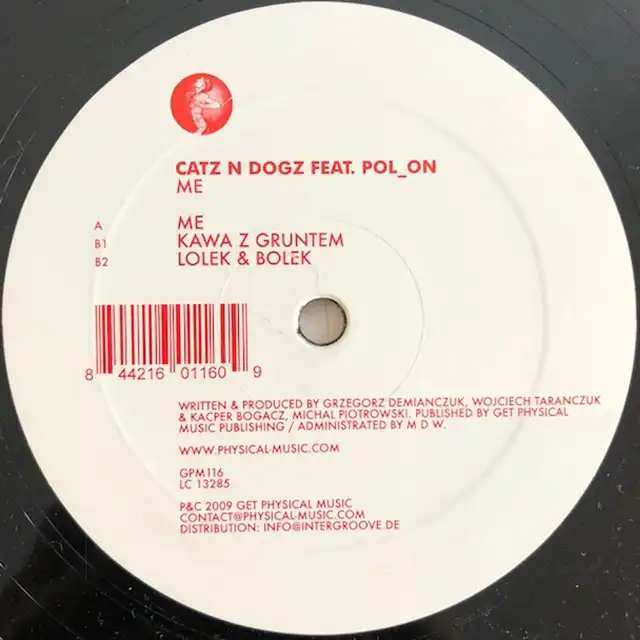 CATZ N DOGZ FEAT. POL_ON
ME
A ME
B1 KAWA Z GRUNTEM
B2 LOLEK & BOLEK
8 44216 01160 9
WRITTEN & PRODUCED BY GRZEGORZ DEMIANCZUK, WOJCIECH TARANCZUK
& KACPER BOGACZ, MICHAL PIOTROWSKI. PUBLISHED BY GET PHYSICAL
MUSIC PUBLISHING / ADMINISTRATED BY M D W.
WWW.PHYSICAL-MUSIC.COM
GPM116
LC 13285
P&C 2009 GET PHYSICAL MUSIC
CONTACT@PHYSICAL-MUSIC.COM
DISTRIBUTION: INFO@INTERGROOVE.DE